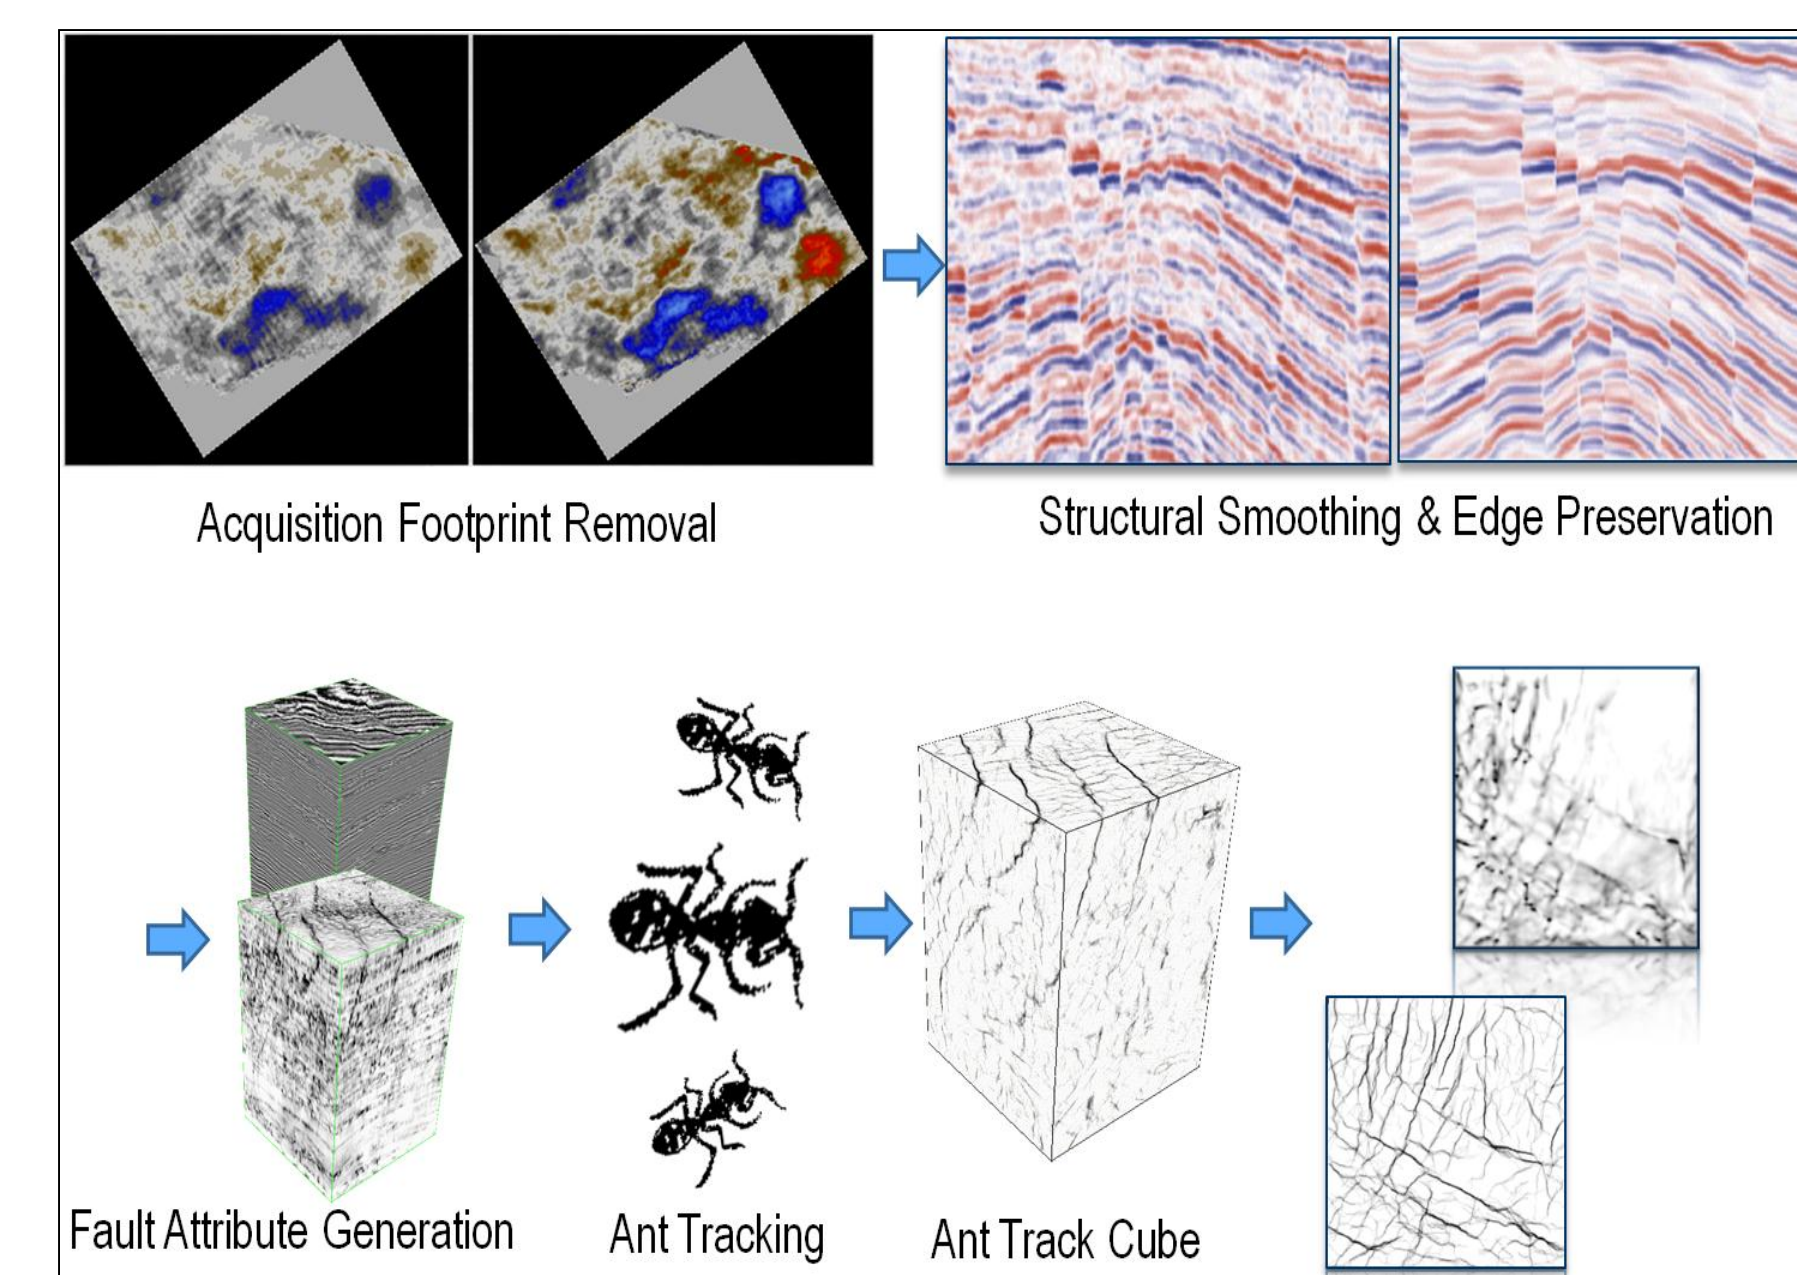 Acquisition Footprint Removal
Structural Smoothing & Edge Preservation
Fault Attribute Generation
Ant Tracking
Ant Track Cube